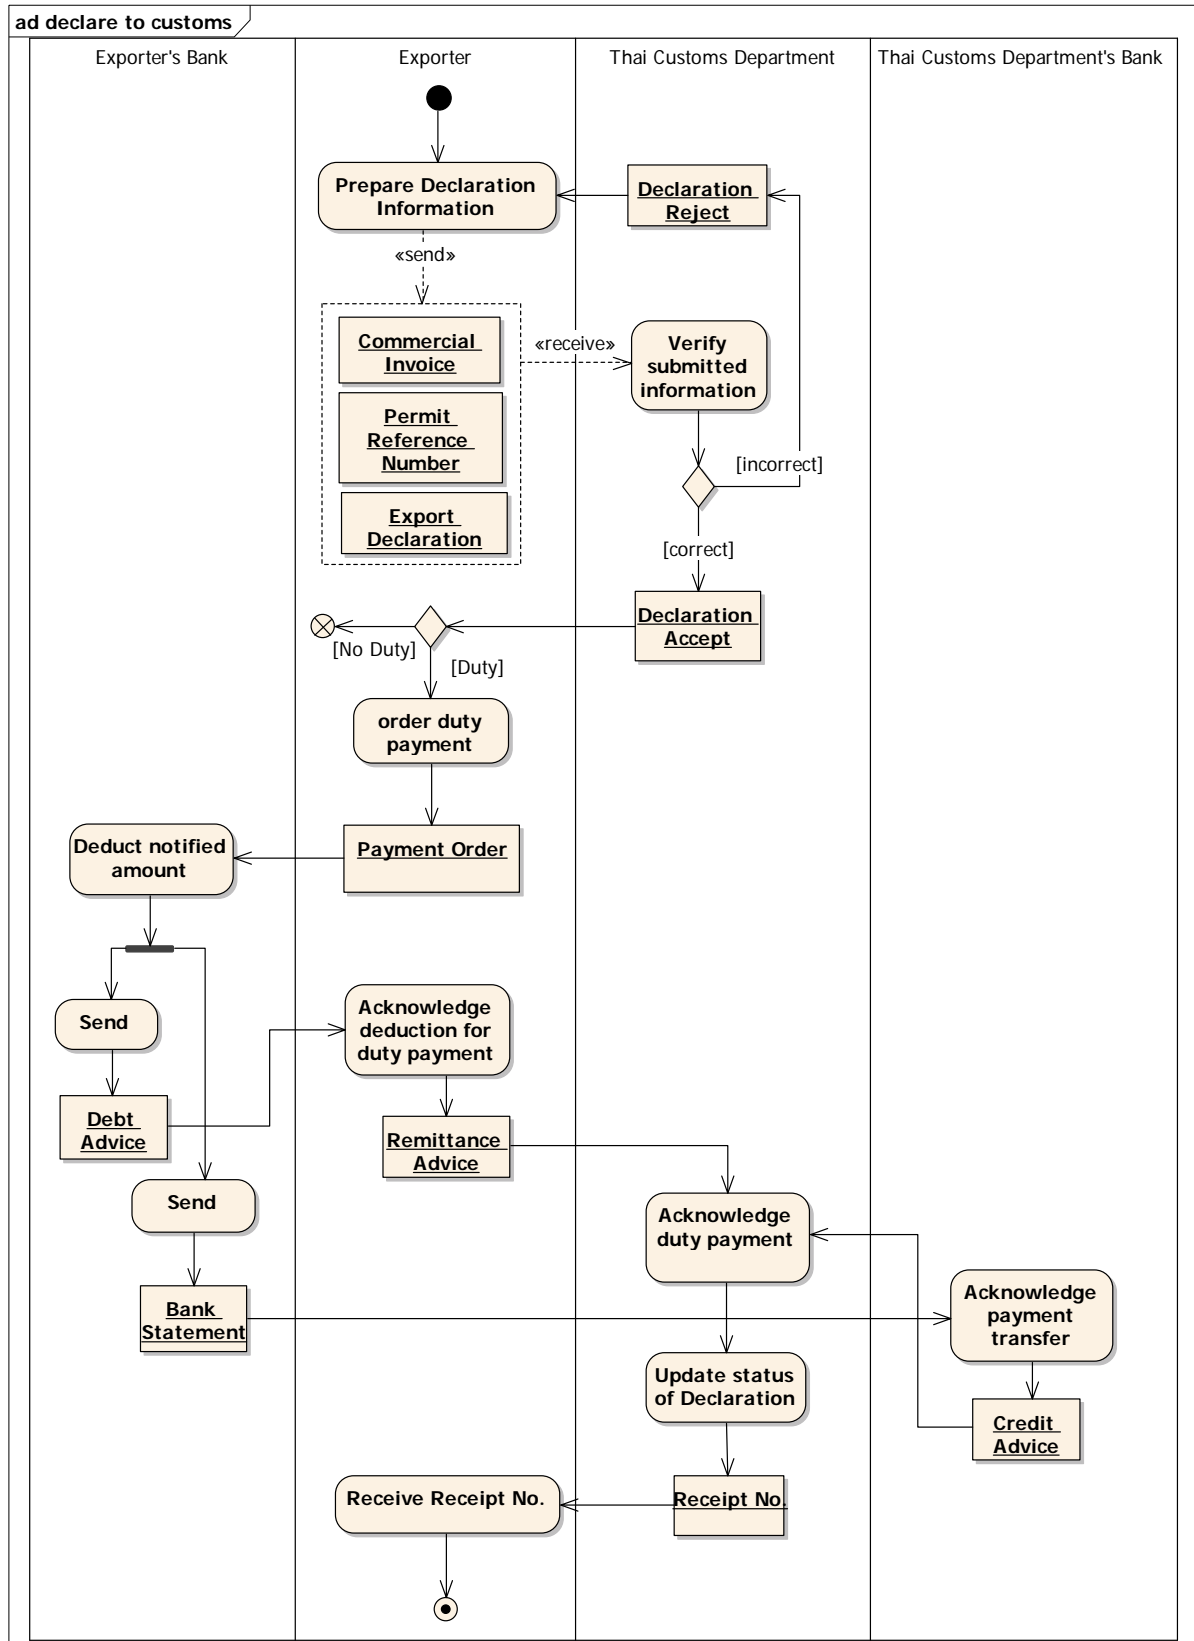 ad declare to customs
Exporter's Bank
Exporter
Thai Customs Department
Thai Customs Department's Bank
Prepare Declaration
Information
Declaration
Reject
«send»
Commercial
Invoice
«receive»
Verify
submitted
information
Permit
Reference
Number
[incorrect]
Export
Declaration
[correct]
Declaration
Accept
[No Duty]
[Duty]
order duty
payment
Deduct notified
amount
Payment Order
Send
Acknowledge
deduction for
duty payment
Debt
Advice
Remittance
Advice
Send
Acknowledge
duty payment
Bank
Statement
Acknowledge
payment
transfer
Update status
of Declaration
Credit
Advice
Receive Receipt No.
Receipt No.